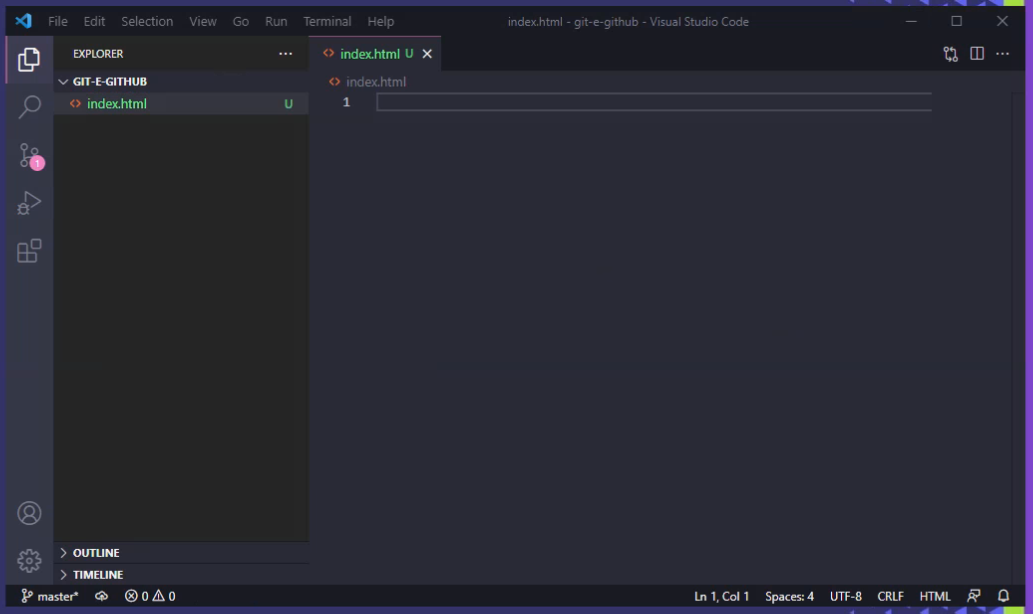 File Edit Selection View Go Run Terminal Help
index.html - git-e-github - Visual Studio Code
EXPLORER
GIT-E-GITHUB
index.html U
index.html U
index.html
1
1
OUTLINE
TIMELINE
master* 0 0
Ln 1, Col 1 Spaces: 4 UTF-8 CRLF HTML